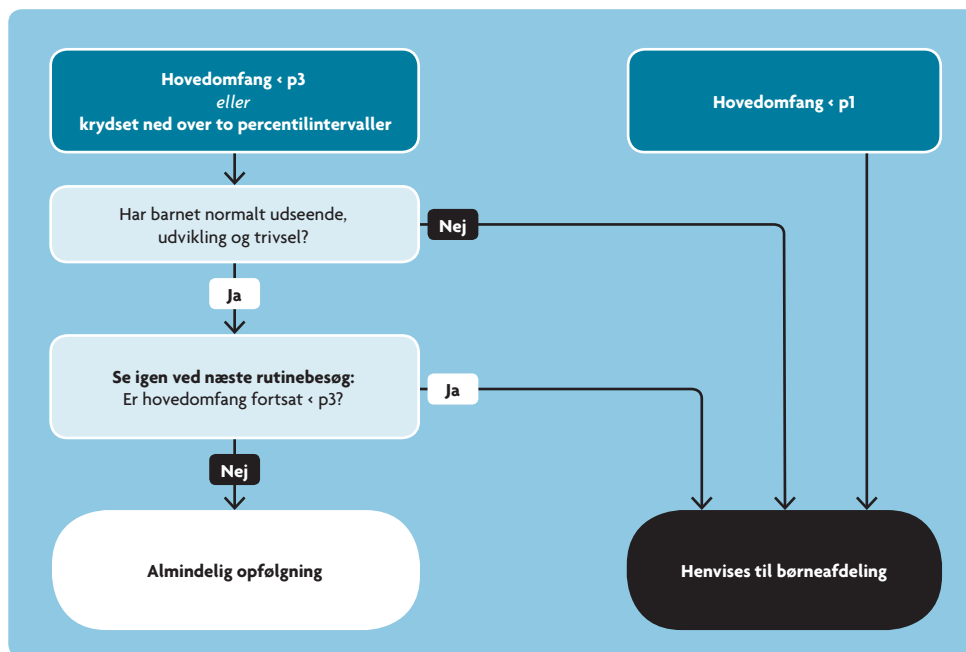 Hovedomfang ‹ p3
eller
krydset ned over to percentilintervaller
Hovedomfang ‹ p1
Har barnet normalt udseende,
udvikling og trivsel?
Nej
Ja
Se igen ved næste rutinebesøg:
Er hovedomfang fortsat ‹ p3?
Ja
Nej
Almindelig opfølgning
Henvises til børneafdeling